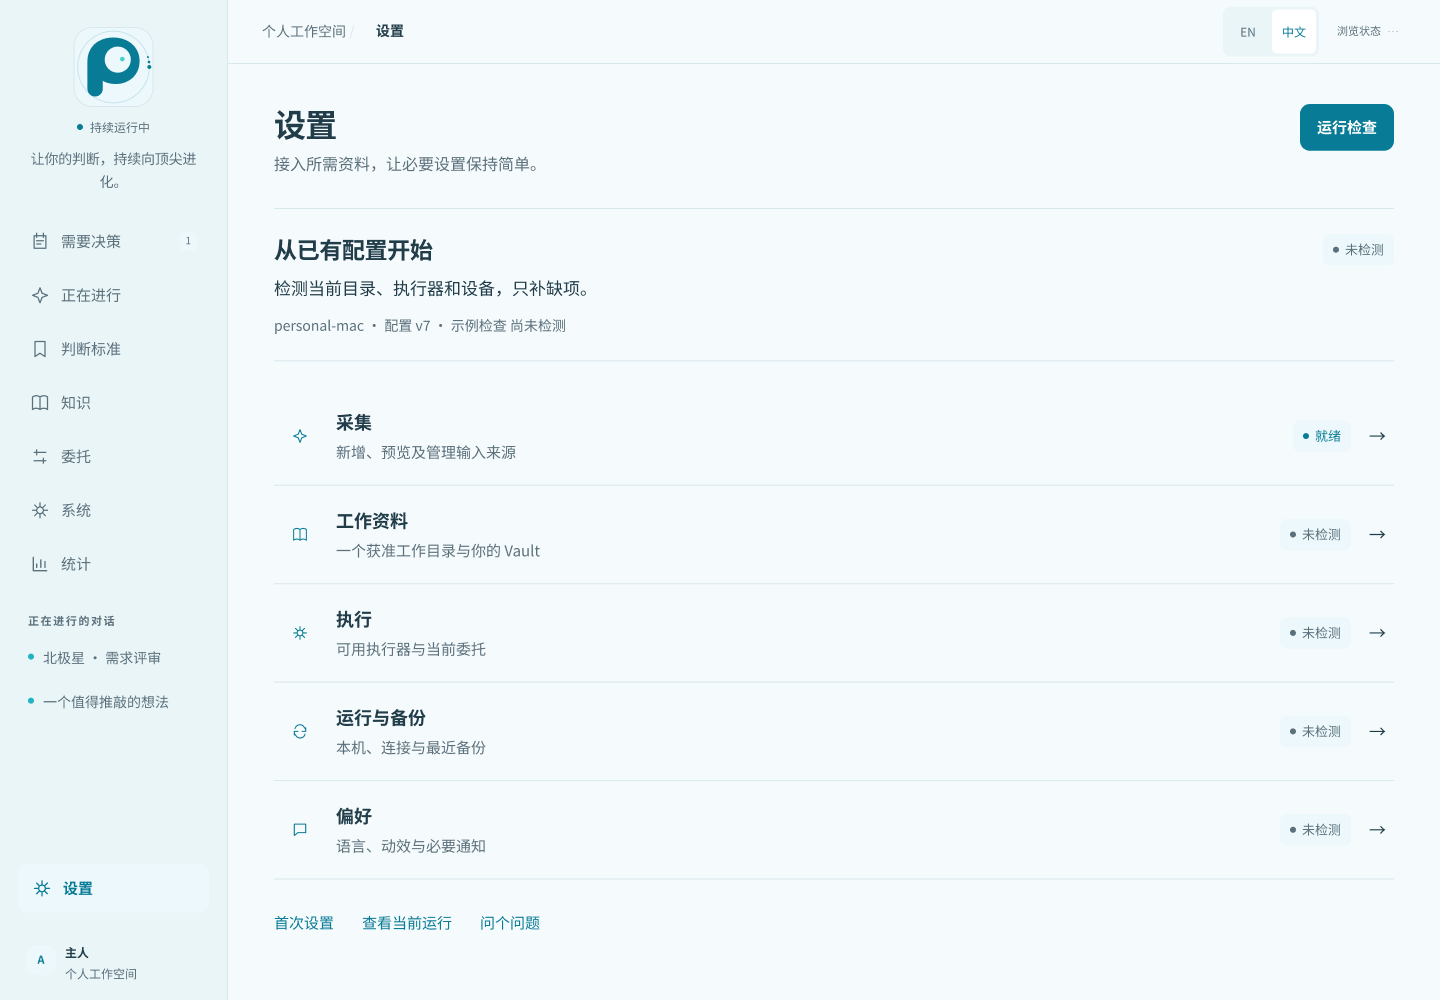 持续运行中
让你的判断，持续向顶尖进
化。
需要决策 1
正在进行
判断标准
知识
委托
系统
统计
正在进行的对话
北极星 · 需求评审
一个值得推敲的想法
设置
A
主人
个人工作空间
个人工作空间 / 设置
EN 中文 浏览状态 ···
设置
运行检查
接入所需资料，让必要设置保持简单。
从已有配置开始
未检测
检测当前目录、执行器和设备，只补缺项。
personal-mac · 配置 v7 · 示例检查 尚未检测
采集
新增、预览及管理输入来源
就绪 →
工作资料
一个获准工作目录与你的 Vault
未检测 →
执行
可用执行器与当前委托
未检测 →
运行与备份
本机、连接与最近备份
未检测 →
偏好
语言、动效与必要通知
未检测 →
首次设置 查看当前运行 问个问题